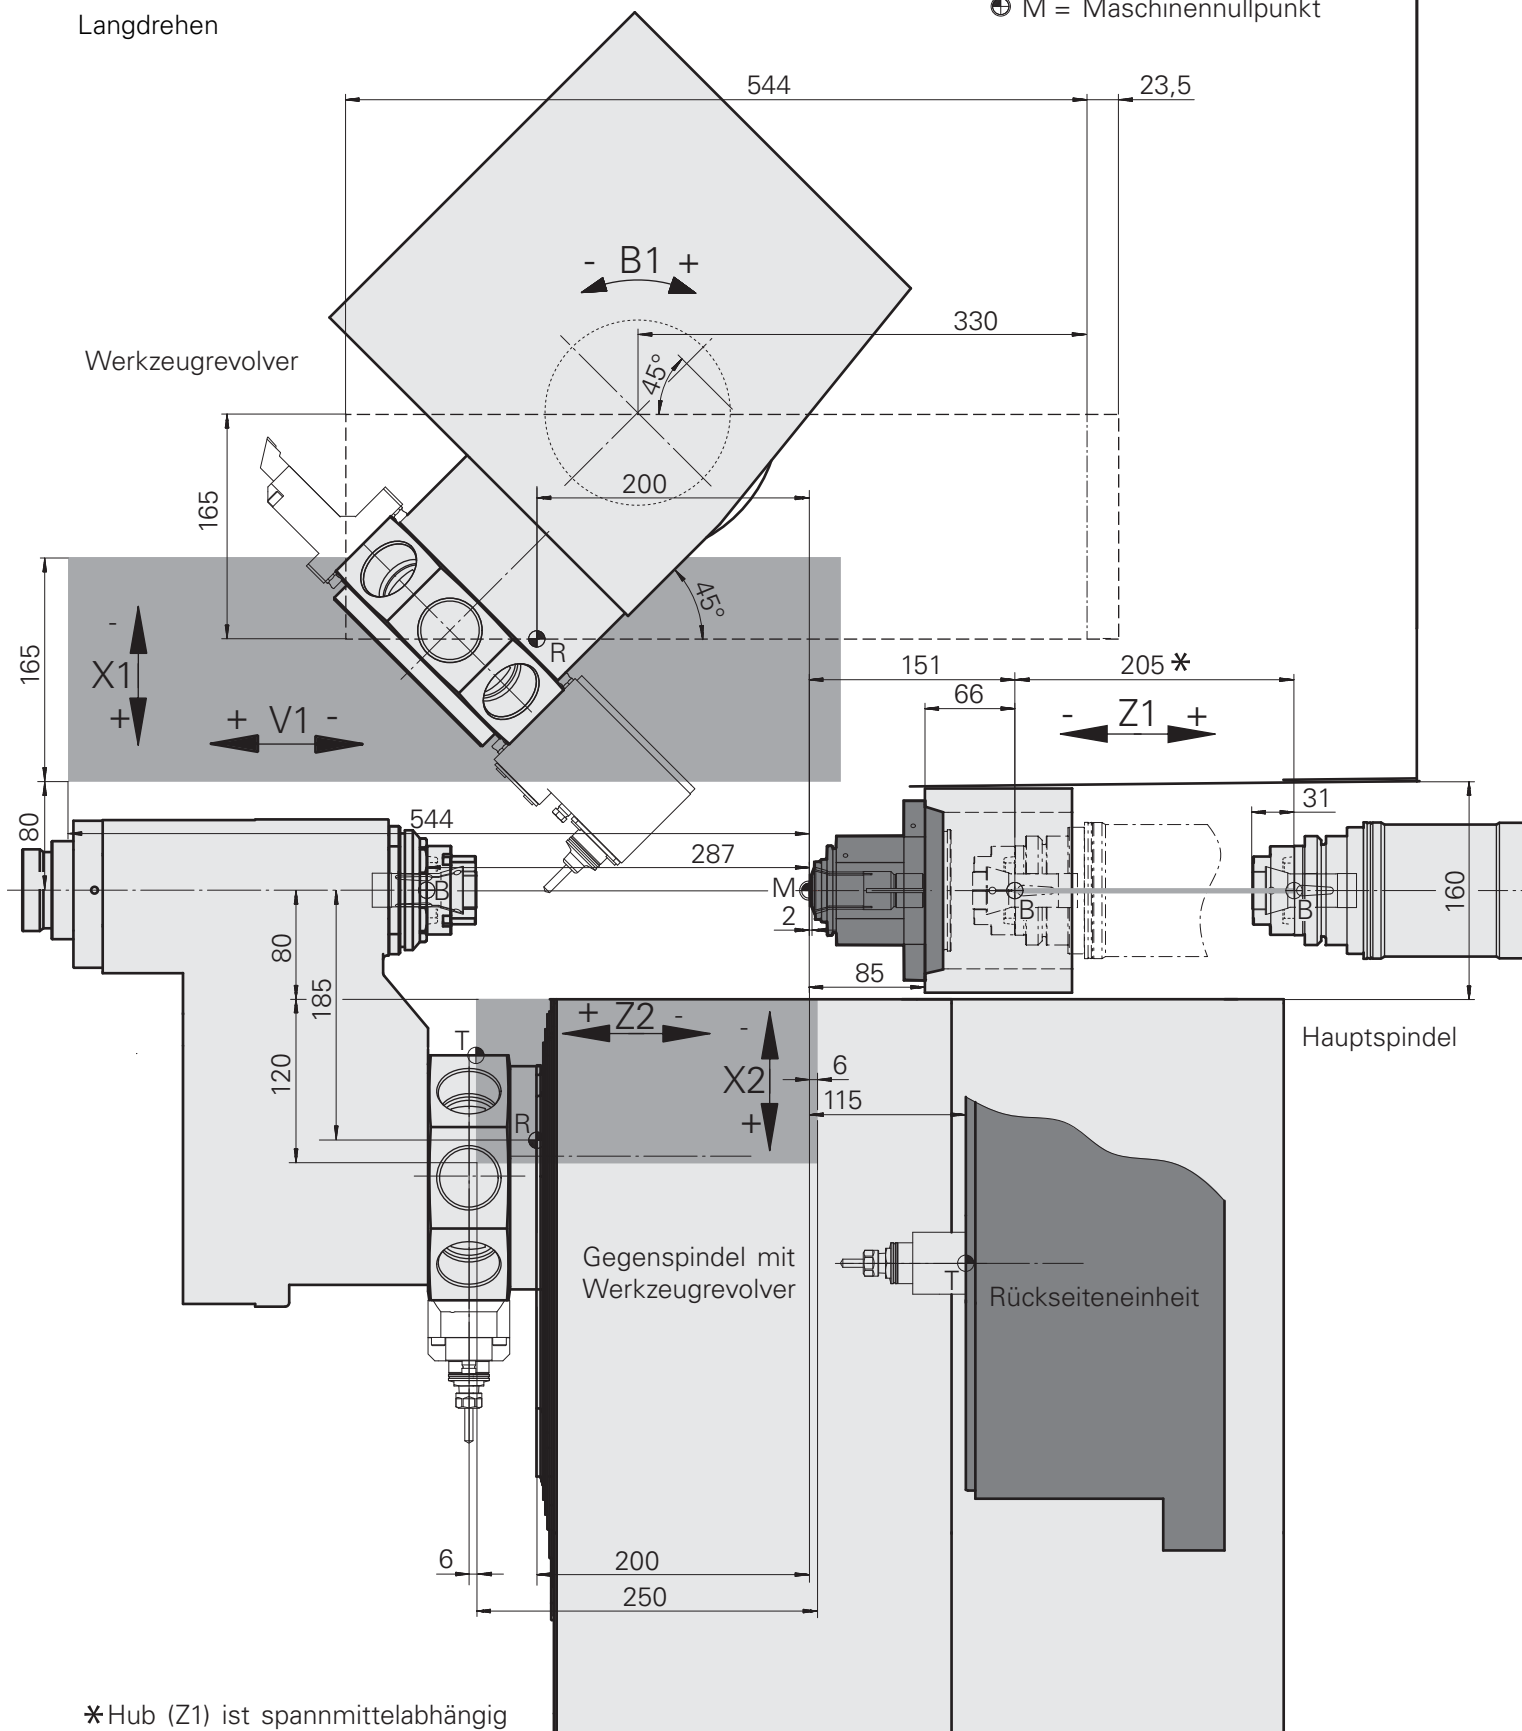 Langdrehen
M = Maschinennullpunkt
544
23,5
- B1 +
330
45°
Werkzeugrevolver
200
165
45°
R
165
-
X1
+
+ V1 -
151
205 *
66
- Z1 +
80
544
31
287
M
B
B
B
2
160
80
85
185
+ Z2 -
-
Hauptspindel
T
6
X2
120
115
R
+
Gegenspindel mit
Werkzeugrevolver
T
Rückseiteneinheit
6
200
250
* Hub (Z1) ist spannmittelabhängig